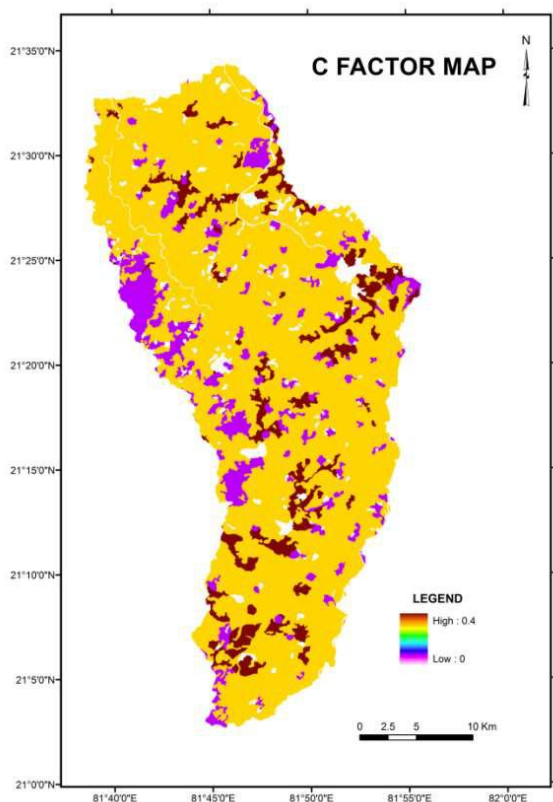 C FACTOR MAP
N
21°35'0"N
21°30'0"N
21°25'0"N
21°20'0"N
21°15'0"N
21°10'0"N
21°5'0"N
21°0'0"N
LEGEND
High : 0.4
Low : 0
0 2.5 5 10 Km
81°40'0"E 81°45'0"E 81°50'0"E 81°55'0"E 82°0'0"E